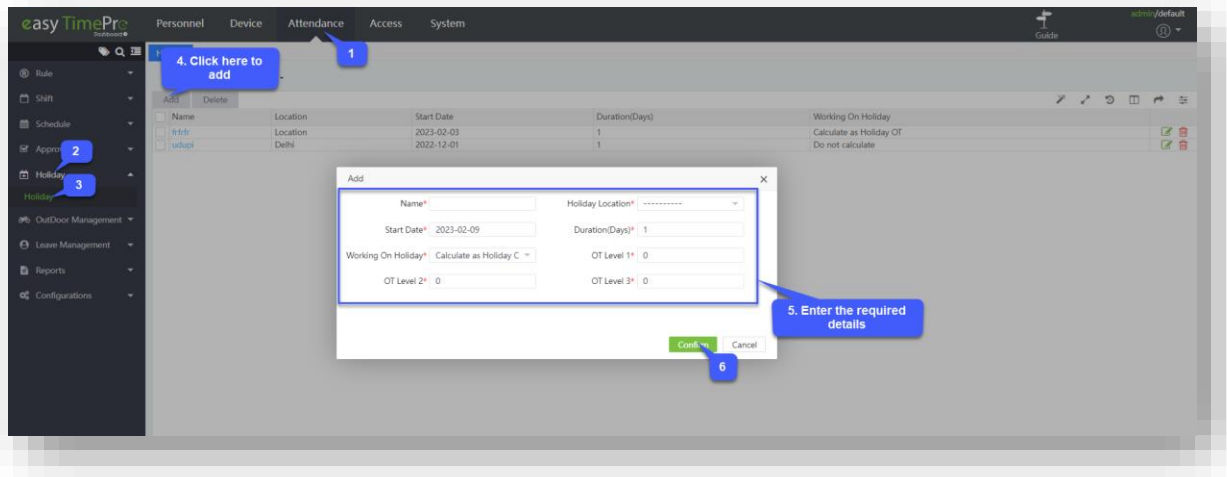 easy TimePro
Dashboard
Personnel Device Attendance Access System
Guide
admin/default
1
4. Click here to
add
Rule
Shift
Schedule
Appro
2
Holiday
3
Holiday
OutDoor Management
Leave Management
Reports
Configurations
Add Delete
Name Location Start Date Duration(Days) Working On Holiday
frfrfr Location 2023-02-03 1 Calculate as Holiday OT
udupi Delhi 2022-12-01 1 Do not calculate
Add
Name* Holiday Location* ----------
Start Date* 2023-02-09 Duration(Days)* 1
Working On Holiday* Calculate as Holiday C OT Level 1* 0
OT Level 2* 0 OT Level 3* 0
5. Enter the required
details
Confirm Cancel
6